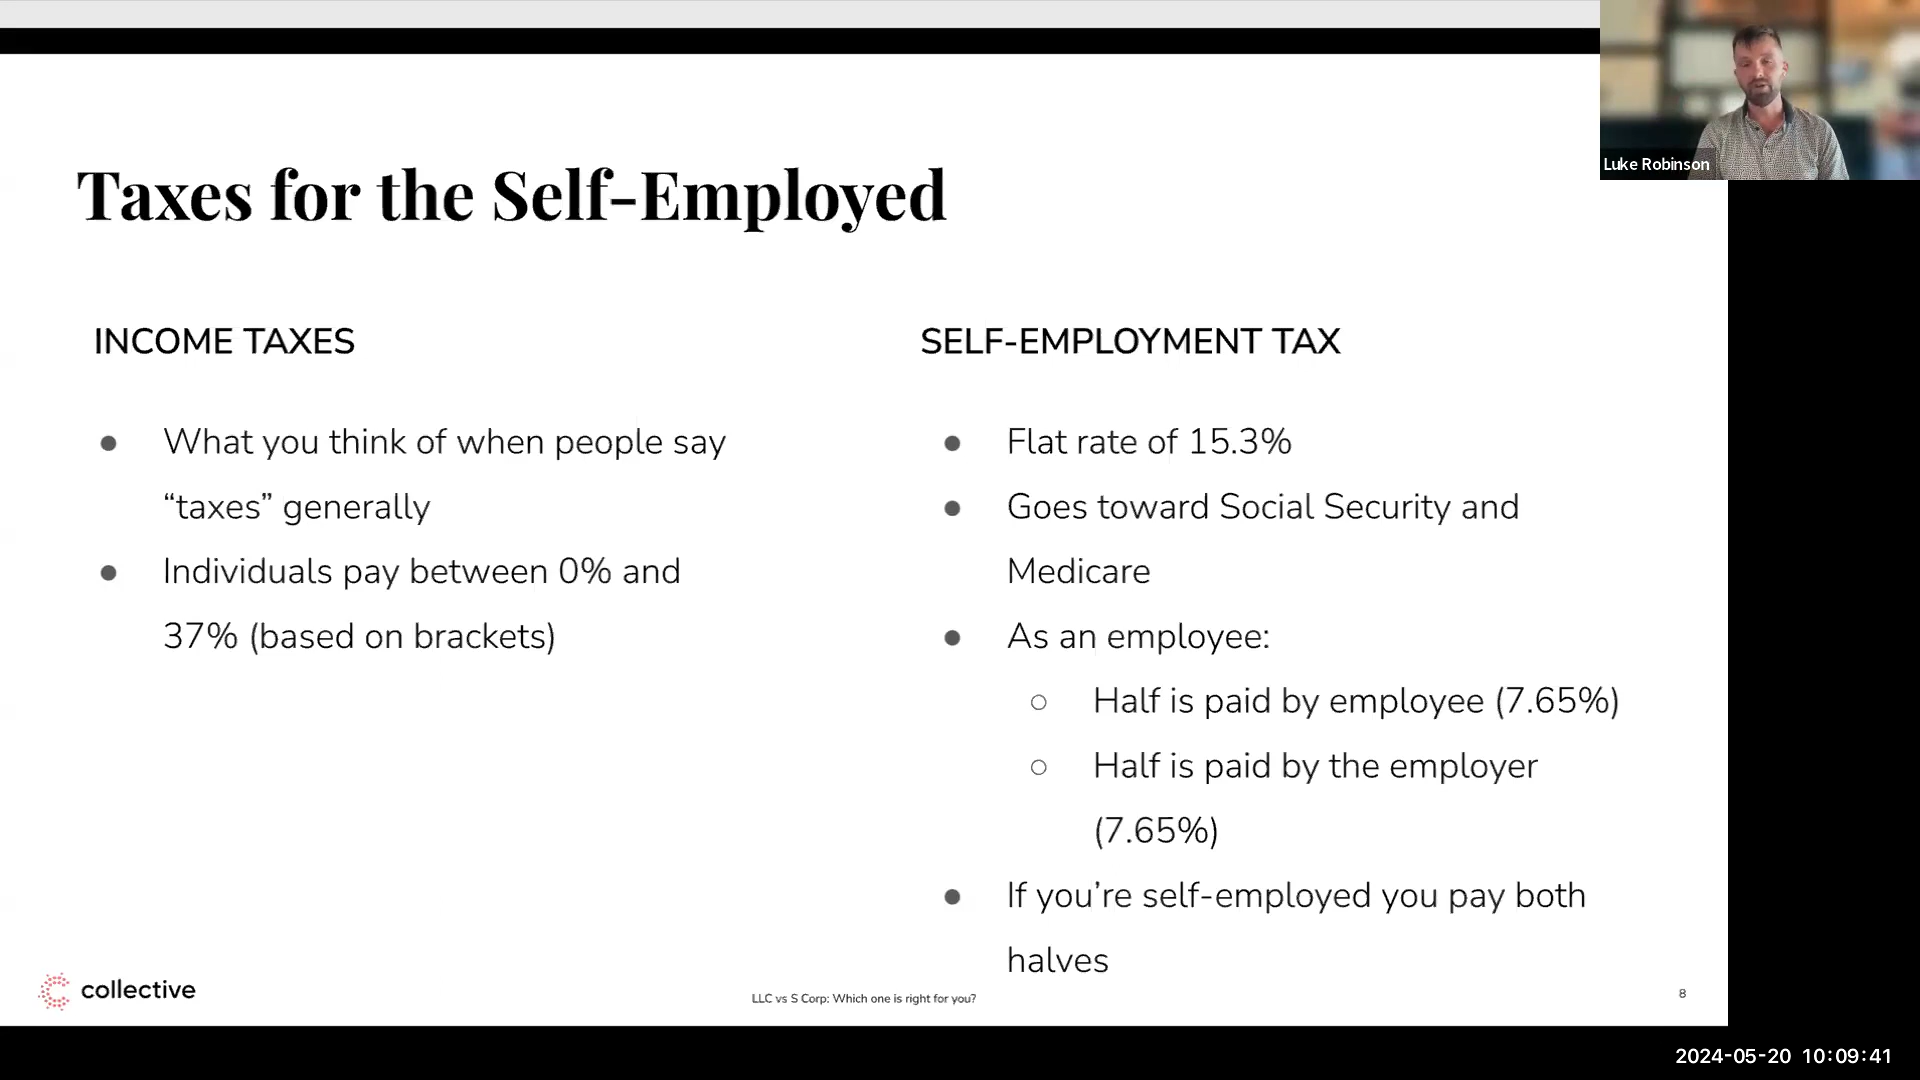 Luke Robinson
Taxes for the Self-Employed
INCOME TAXES
● What you think of when people say
“taxes” generally
● Individuals pay between 0% and
37% (based on brackets)
SELF-EMPLOYMENT TAX
● Flat rate of 15.3%
● Goes toward Social Security and
Medicare
● As an employee:
○ Half is paid by employee (7.65%)
○ Half is paid by the employer
(7.65%)
● If you’re self-employed you pay both
halves
collective
LLC vs S Corp: Which one is right for you?
8
2024-05-20 10:09:41